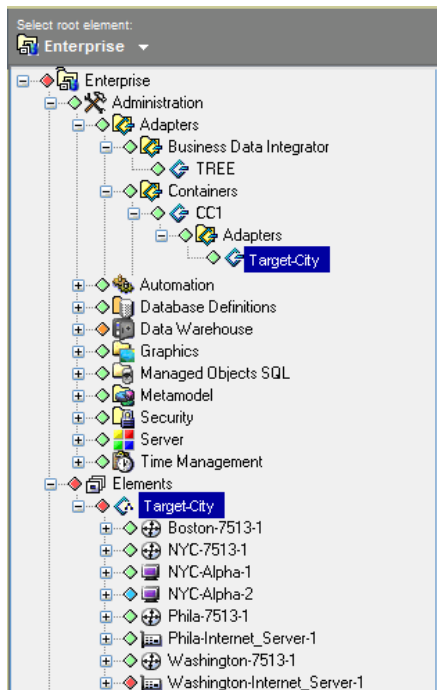 Select root element:
Enterprise
Enterprise
Administration
Adapters
Business Data Integrator
TREE
Containers
CC1
Adapters
Target-City
Automation
Database Definitions
Data Warehouse
Graphics
Managed Objects SQL
Metamodel
Security
Server
Time Management
Elements
Target-City
Boston-7513-1
NYC-7513-1
NYC-Alpha-1
NYC-Alpha-2
Phila-7513-1
Phila-Internet_Server-1
Washington-7513-1
Washington-Internet_Server-1